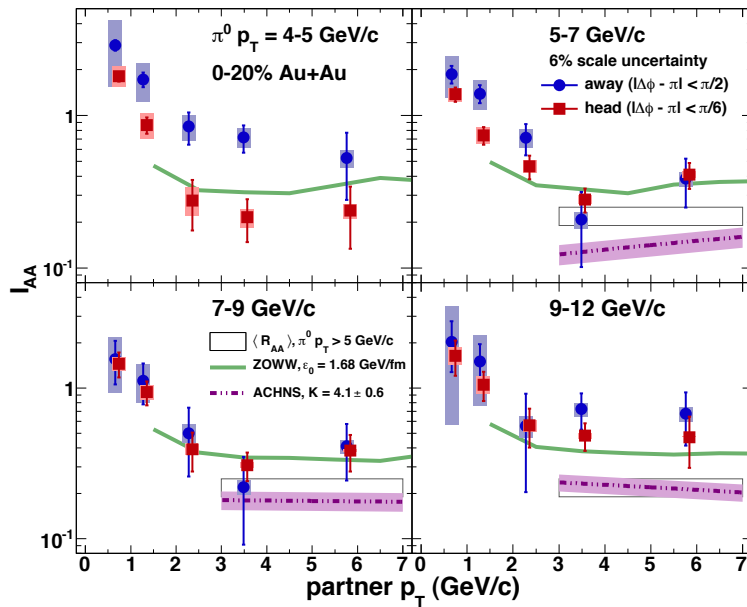 π⁰ p_T = 4-5 GeV/c
0-20% Au+Au
5-7 GeV/c
6% scale uncertainty
away (|Δϕ - π| < π/2)
head (|Δϕ - π| < π/6)
1
10⁻¹
I_AA
7-9 GeV/c
⟨ R_AA ⟩, π⁰ p_T > 5 GeV/c
ZOWW, ε₀ = 1.68 GeV/fm
ACHNS, K = 4.1 ± 0.6
9-12 GeV/c
1
10⁻¹
0 1 2 3 4 5 6 7
0 1 2 3 4 5 6 7
partner p_T (GeV/c)